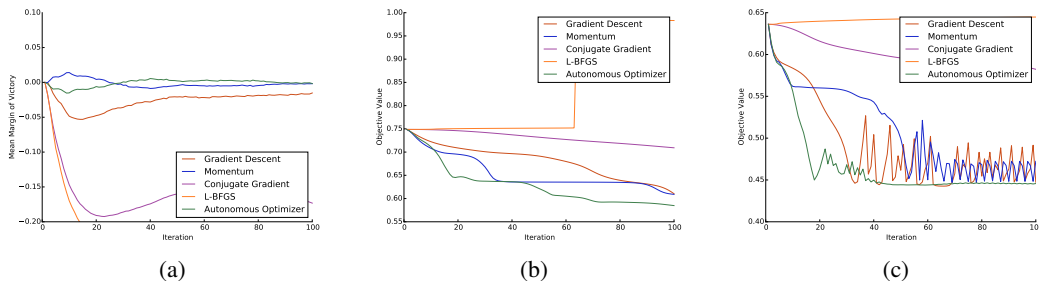 0.10
0.05
0.00
−0.05
−0.10
−0.15
−0.20
Mean Margin of Victory
0 20 40 60 80 100
Iteration
Gradient Descent
Momentum
Conjugate Gradient
L-BFGS
Autonomous Optimizer
(a)
1.00
0.95
0.90
0.85
0.80
0.75
0.70
0.65
0.60
0.55
Objective Value
0 20 40 60 80 100
Iteration
Gradient Descent
Momentum
Conjugate Gradient
L-BFGS
Autonomous Optimizer
(b)
0.65
0.60
0.55
0.50
0.45
0.40
Objective Value
0 20 40 60 80 100
Iteration
Gradient Descent
Momentum
Conjugate Gradient
L-BFGS
Autonomous Optimizer
(c)